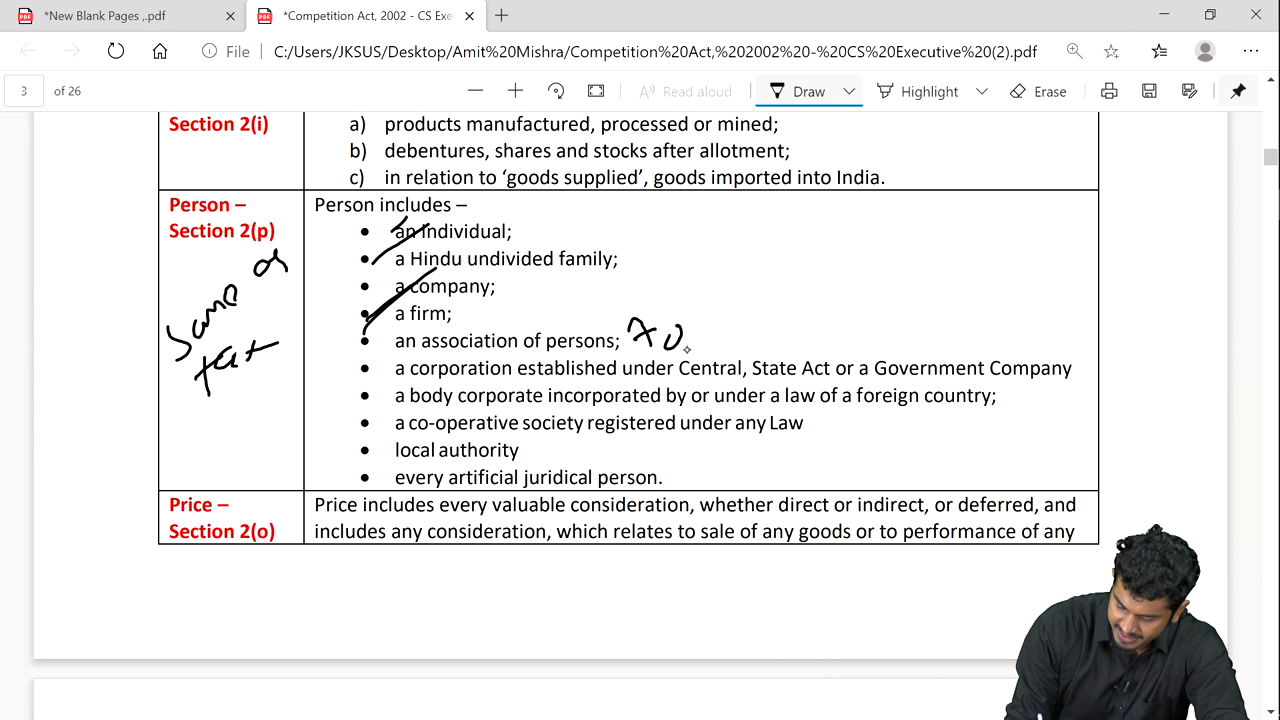 *New Blank Pages ,.pdf
*Competition Act, 2002 - CS Exe
File C:/Users/JKSUS/Desktop/Amit%20Mishra/Competition%20Act,%202002%20-%20CS%20Executive%20(2).pdf
3 of 26 Read aloud Draw Highlight Erase
Section 2(i)
a) products manufactured, processed or mined;
b) debentures, shares and stocks after allotment;
c) in relation to ‘goods supplied’, goods imported into India.
Person –
Section 2(p)
Same as
Person includes –
• an individual;
• a Hindu undivided family;
• a company;
• a firm;
• an association of persons;
• a corporation established under Central, State Act or a Government Company
• a body corporate incorporated by or under a law of a foreign country;
• a co-operative society registered under any Law
• local authority
• every artificial juridical person.
Price –
Section 2(o)
Price includes every valuable consideration, whether direct or indirect, or deferred, and
includes any consideration, which relates to sale of any goods or to performance of any